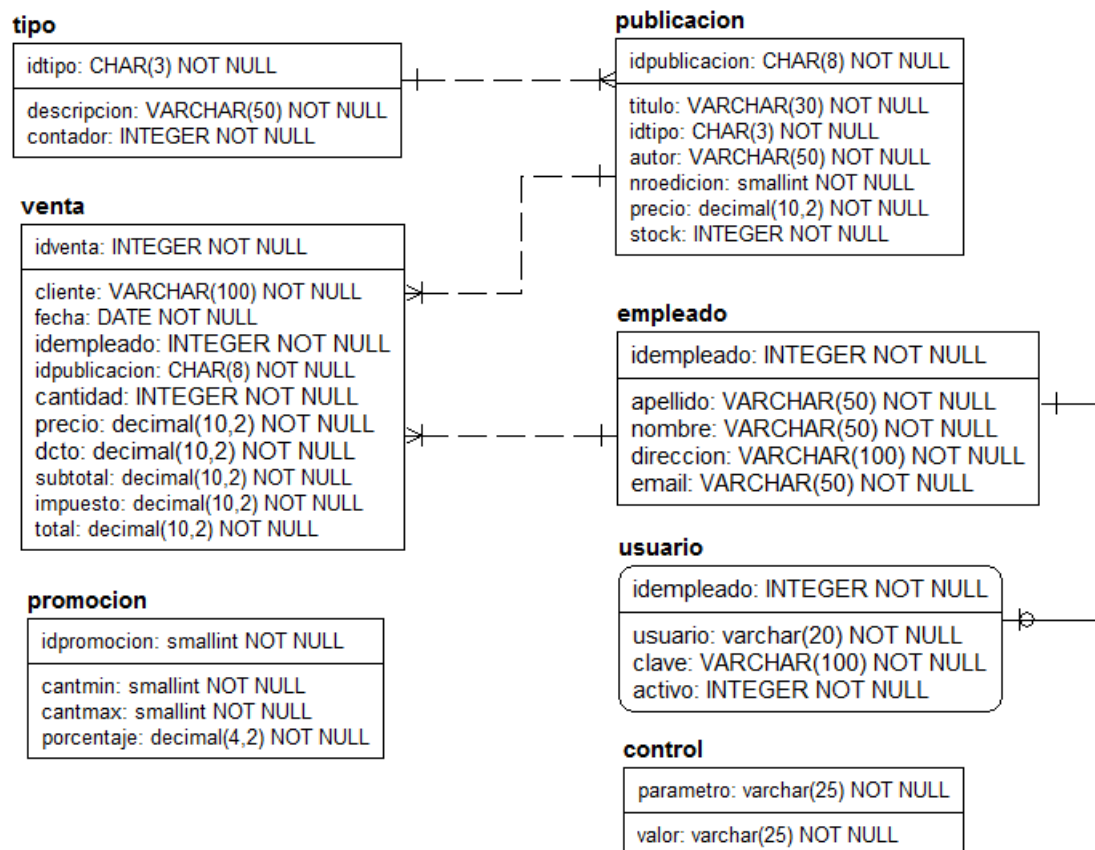 tipo
idtipo: CHAR(3) NOT NULL
descripcion: VARCHAR(50) NOT NULL
contador: INTEGER NOT NULL
publicacion
idpublicacion: CHAR(8) NOT NULL
titulo: VARCHAR(30) NOT NULL
idtipo: CHAR(3) NOT NULL
autor: VARCHAR(50) NOT NULL
nroedicion: smallint NOT NULL
precio: decimal(10,2) NOT NULL
stock: INTEGER NOT NULL
venta
idventa: INTEGER NOT NULL
cliente: VARCHAR(100) NOT NULL
fecha: DATE NOT NULL
idempleado: INTEGER NOT NULL
idpublicacion: CHAR(8) NOT NULL
cantidad: INTEGER NOT NULL
precio: decimal(10,2) NOT NULL
dcto: decimal(10,2) NOT NULL
subtotal: decimal(10,2) NOT NULL
impuesto: decimal(10,2) NOT NULL
total: decimal(10,2) NOT NULL
empleado
idempleado: INTEGER NOT NULL
apellido: VARCHAR(50) NOT NULL
nombre: VARCHAR(50) NOT NULL
direccion: VARCHAR(100) NOT NULL
email: VARCHAR(50) NOT NULL
promocion
idpromocion: smallint NOT NULL
cantmin: smallint NOT NULL
cantmax: smallint NOT NULL
porcentaje: decimal(4,2) NOT NULL
usuario
idempleado: INTEGER NOT NULL
usuario: varchar(20) NOT NULL
clave: VARCHAR(100) NOT NULL
activo: INTEGER NOT NULL
control
parametro: varchar(25) NOT NULL
valor: varchar(25) NOT NULL